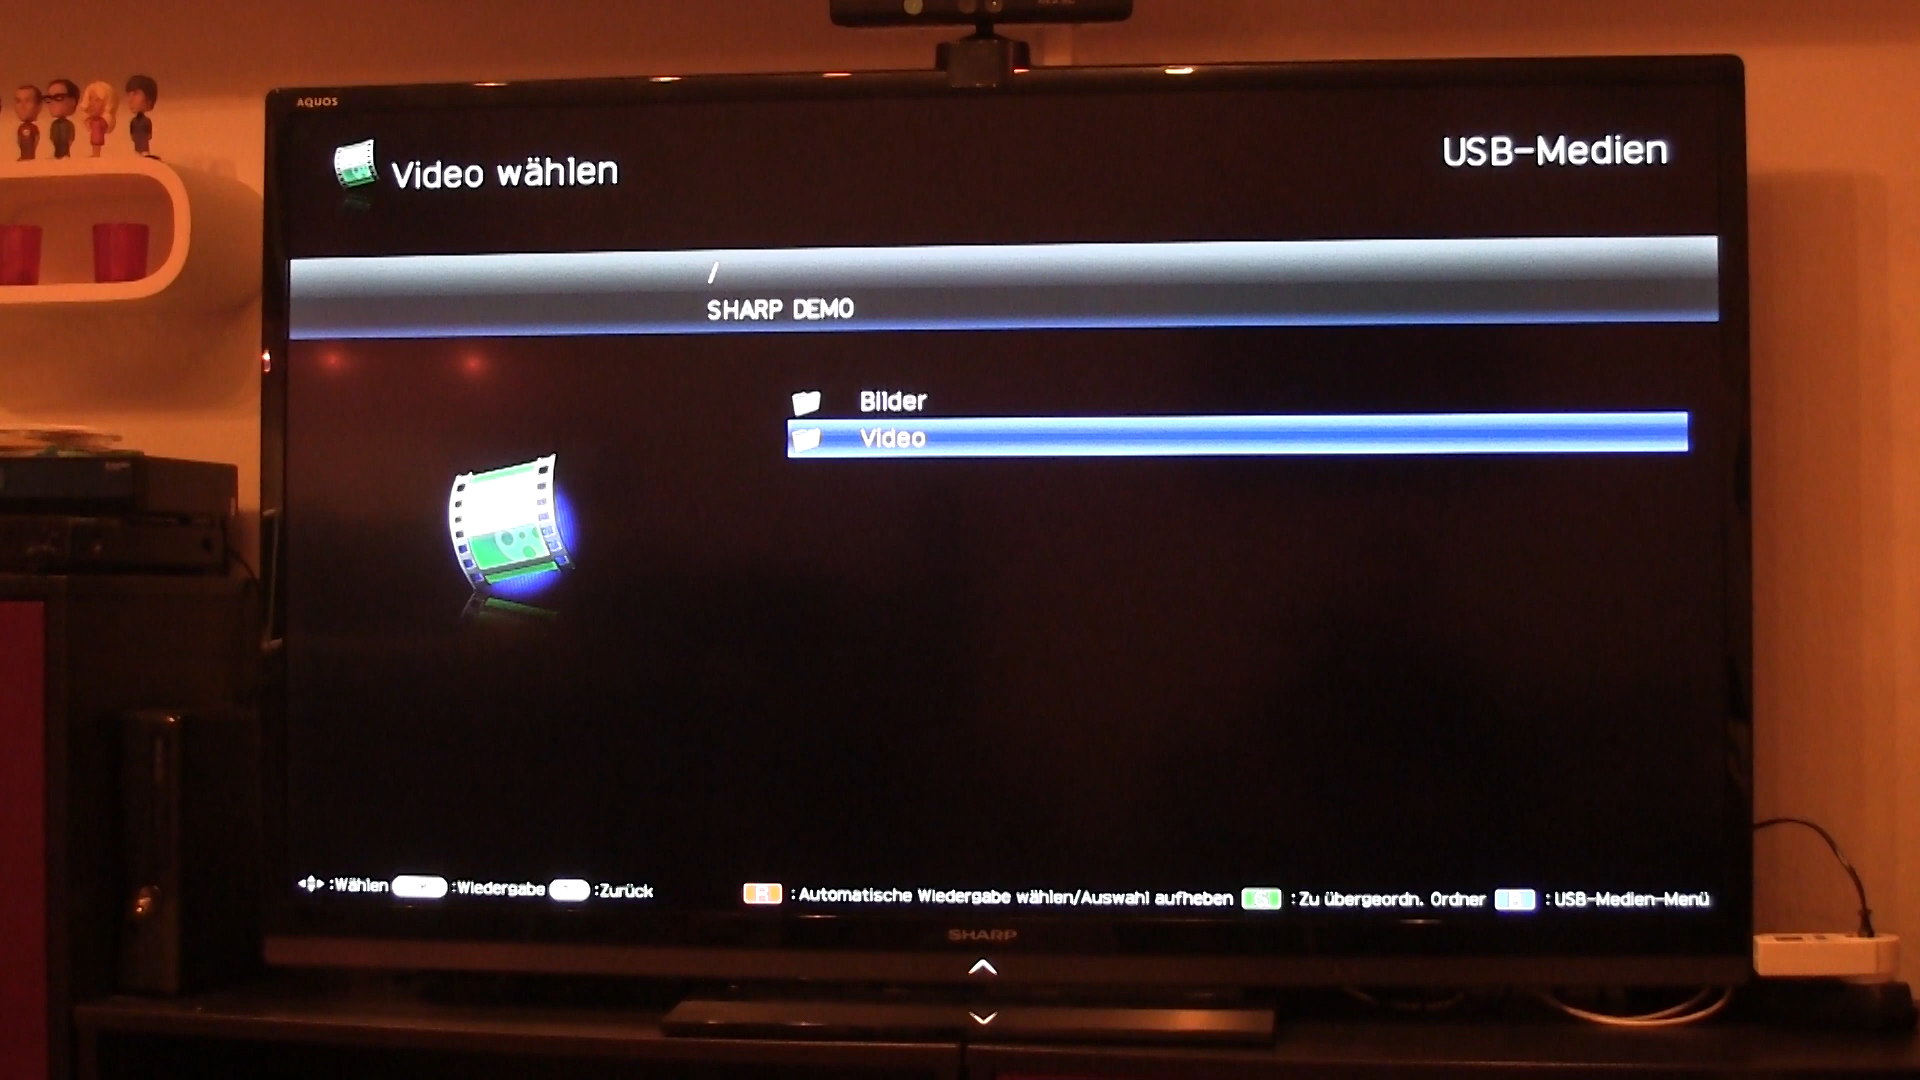 AQUOS
Video wählen
USB-Medien
/
SHARP DEMO
Bilder
Video
:Wählen :Wiedergabe :Zurück
R :Automatische Wiedergabe wählen/Auswahl aufheben G :Zu übergeordn. Ordner B :USB-Medien-Menü
SHARP